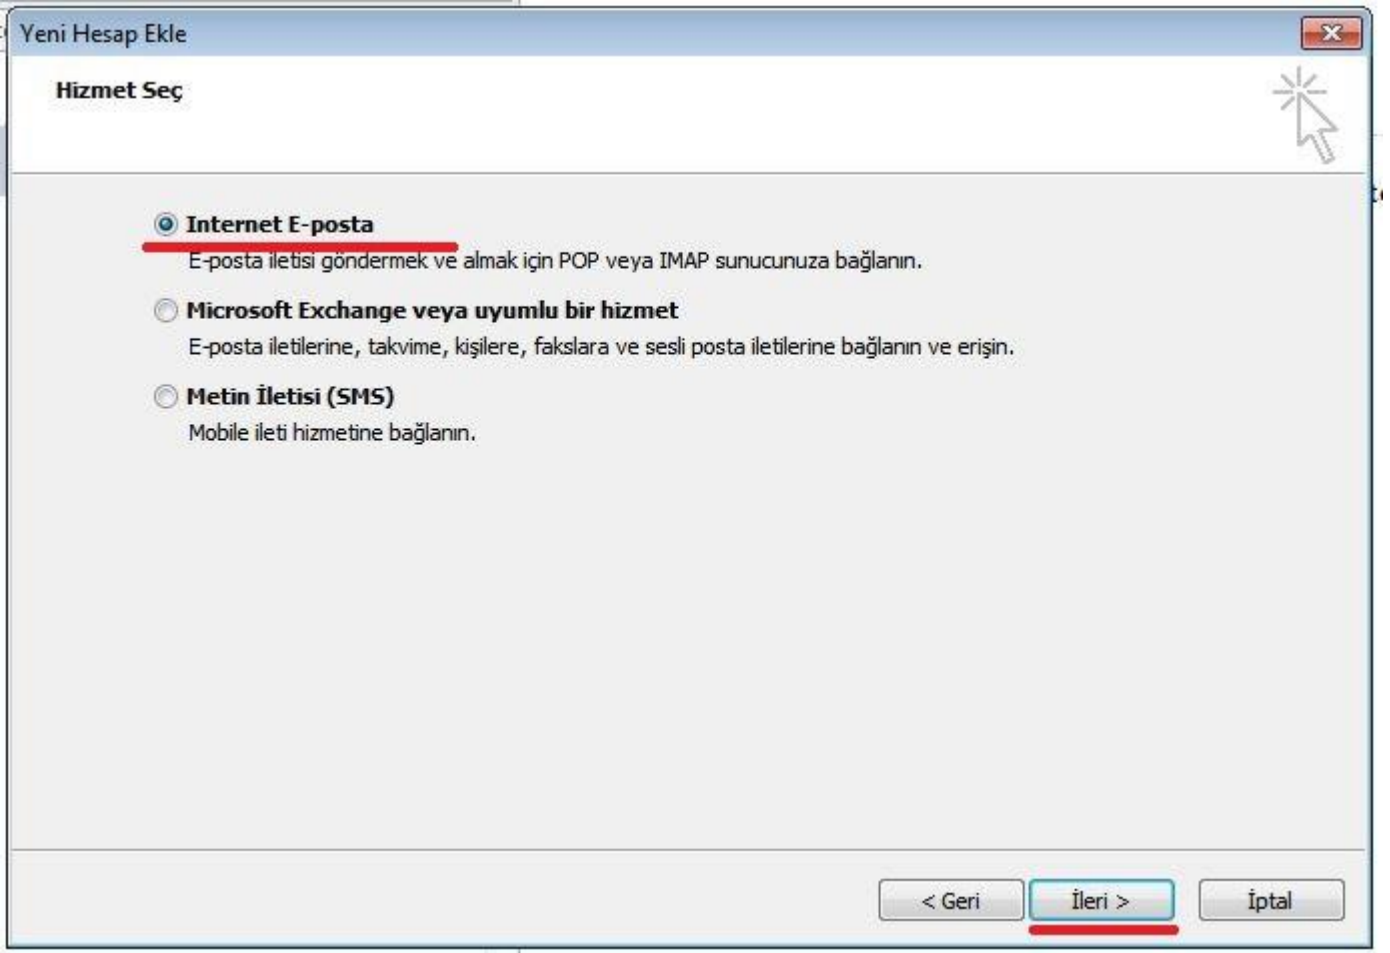 Yeni Hesap Ekle
Hizmet Seç
Internet E-posta
E-posta iletisi göndermek ve almak için POP veya IMAP sunucunuza bağlanın.
Microsoft Exchange veya uyumlu bir hizmet
E-posta iletilerine, takvime, kişilere, fakslara ve sesli posta iletilerine bağlanın ve erişin.
Metin İletisi (SMS)
Mobile ileti hizmetine bağlanın.
< Geri
İleri >
İptal